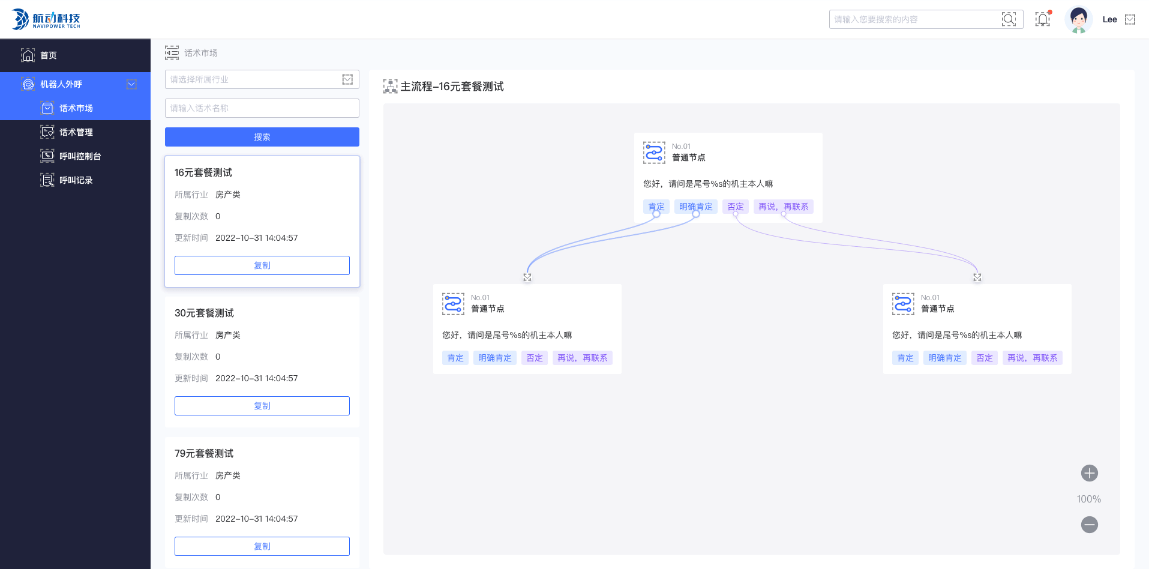 航动科技
NAVIPOWER TECH
请输入您要搜索的内容
Lee
首页
机器人外呼
话术市场
话术管理
呼叫控制台
呼叫记录
话术市场
请选择所属行业
请输入话术名称
搜索
16元套餐测试
所属行业 房产类
复制次数 0
更新时间 2022-10-31 14:04:57
复制
30元套餐测试
所属行业 房产类
复制次数 0
更新时间 2022-10-31 14:04:57
复制
79元套餐测试
所属行业 房产类
复制次数 0
更新时间 2022-10-31 14:04:57
复制
主流程-16元套餐测试
No.01
普通节点
您好，请问是尾号%s的机主本人嘛
肯定 明确肯定 否定 再说，再联系
No.01
普通节点
您好，请问是尾号%s的机主本人嘛
肯定 明确肯定 否定 再说，再联系
No.01
普通节点
您好，请问是尾号%s的机主本人嘛
肯定 明确肯定 否定 再说，再联系
100%